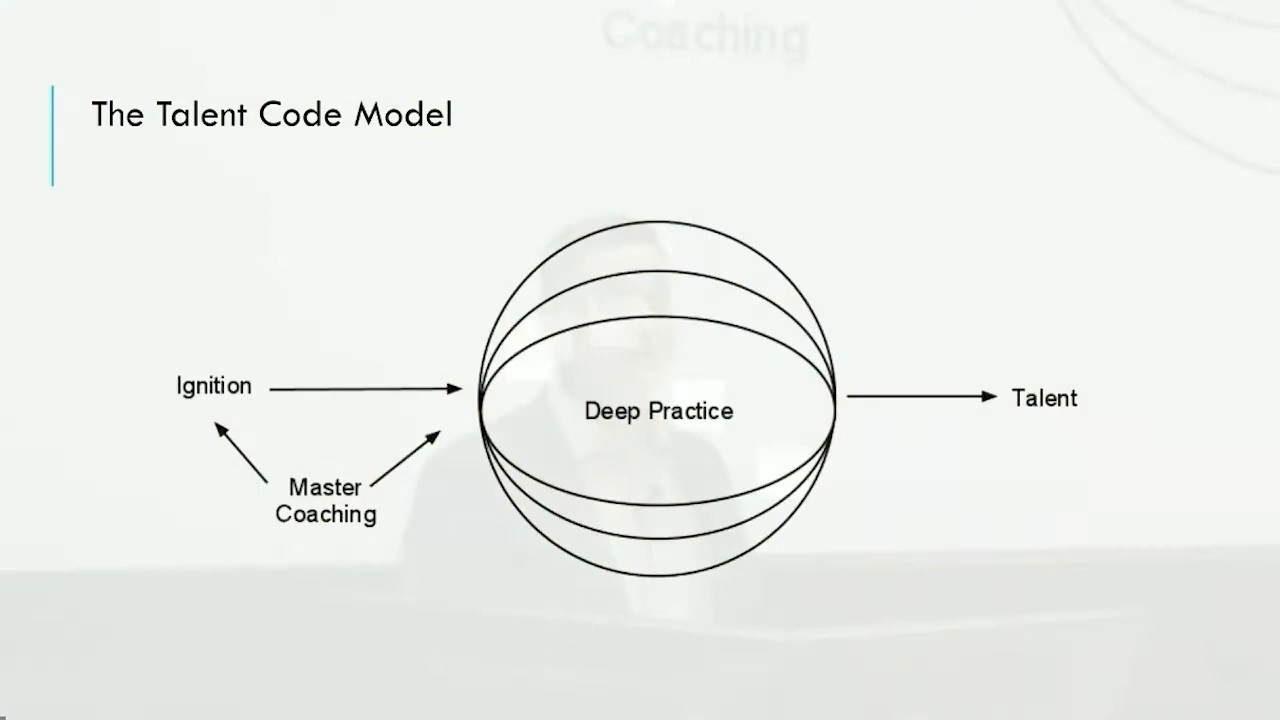 Coaching
The Talent Code Model
Ignition
Deep Practice
Talent
Master
Coaching